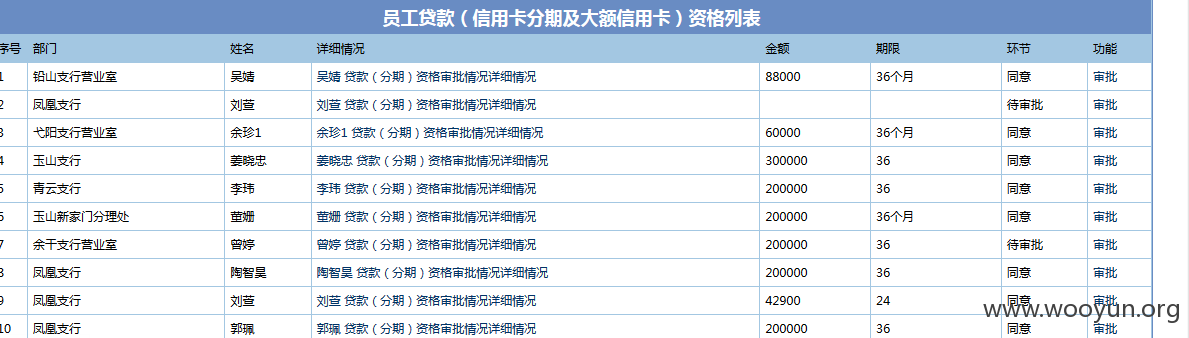 员工贷款（信用卡分期及大额信用卡）资格列表
序号 部门 姓名 详细情况 金额 期限 环节 功能
1 铅山支行营业室 吴婧 吴婧 贷款（分期）资格审批情况详细情况 88000 36个月 同意 审批
2 凤凰支行 刘萱 刘萱 贷款（分期）资格审批情况详细情况 待审批 审批
3 弋阳支行营业室 余珍1 余珍1 贷款（分期）资格审批情况详细情况 60000 36个月 同意 审批
4 玉山支行 姜晓忠 姜晓忠 贷款（分期）资格审批情况详细情况 300000 36 同意 审批
5 青云支行 李玮 李玮 贷款（分期）资格审批情况详细情况 200000 36 同意 审批
6 玉山新家门分理处 董姗 董姗 贷款（分期）资格审批情况详细情况 200000 36个月 同意 审批
7 余干支行营业室 曾婷 曾婷 贷款（分期）资格审批情况详细情况 200000 36 待审批 审批
8 凤凰支行 陶智昊 陶智昊 贷款（分期）资格审批情况详细情况 200000 36 同意 审批
9 凤凰支行 刘萱 刘萱 贷款（分期）资格审批情况详细情况 42900 24 同意 审批
www.wooyun.org
10 凤凰支行 郭珮 郭珮 贷款（分期）资格审批情况详细情况 200000 36 同意 审批